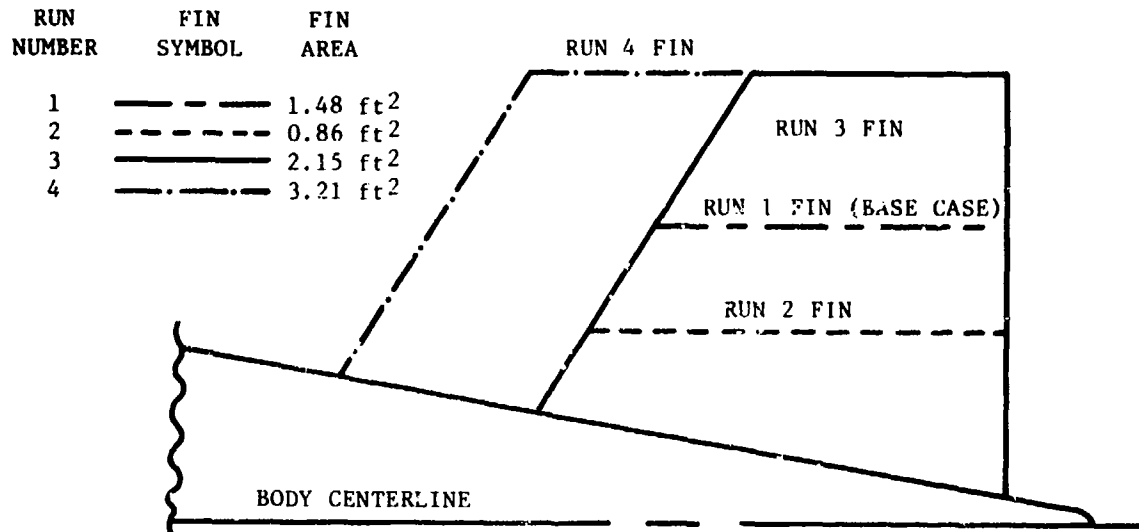 RUN NUMBER FIN SYMBOL FIN AREA
1 1.48 ft²
2 0.86 ft²
3 2.15 ft²
4 3.21 ft²
RUN 4 FIN
RUN 3 FIN
RUN 1 FIN (BASE CASE)
RUN 2 FIN
BODY CENTERLINE